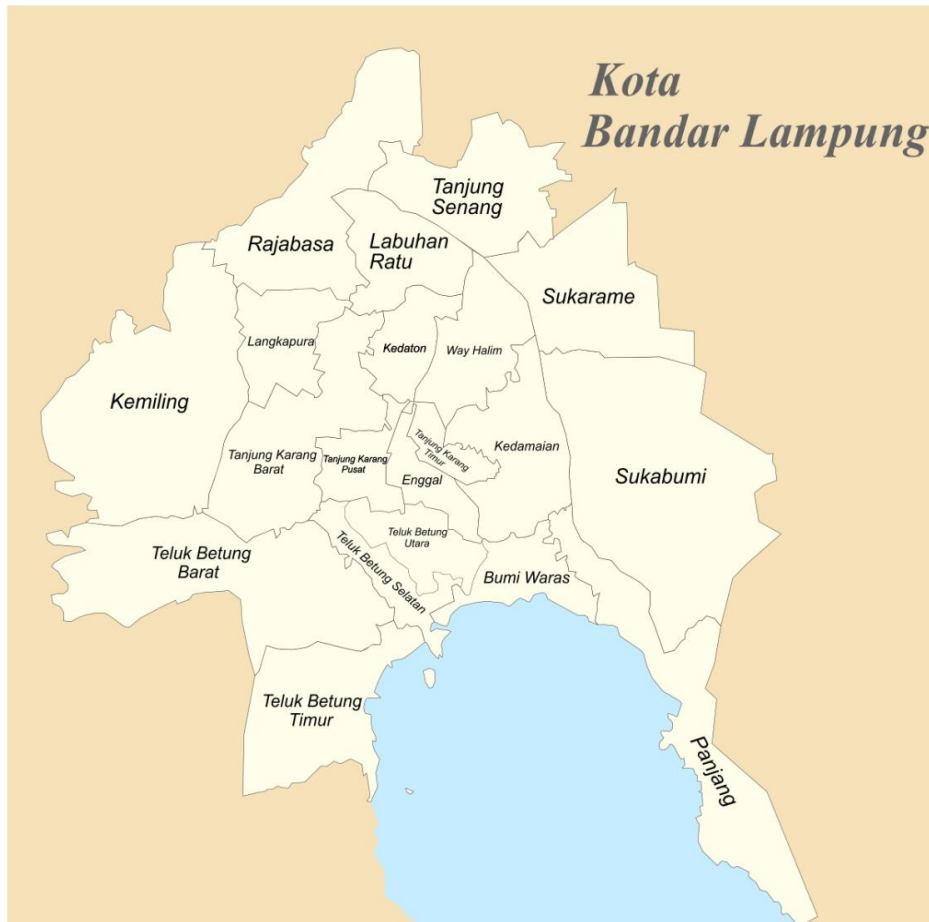 Kota
Bandar Lampung
Tanjung
Senang
Rajabasa
Labuhan
Ratu
Sukarame
Langkapura
Kedaton
Way Halim
Kemiling
Tanjung Karang
Barat
Tanjung Karang
Pusat
Tanjung Karang
Timur
Kedamaian
Enggal
Sukabumi
Teluk Betung
Barat
Teluk Betung
Utara
Teluk Betung Selatan
Bumi Waras
Teluk Betung
Timur
Panjang